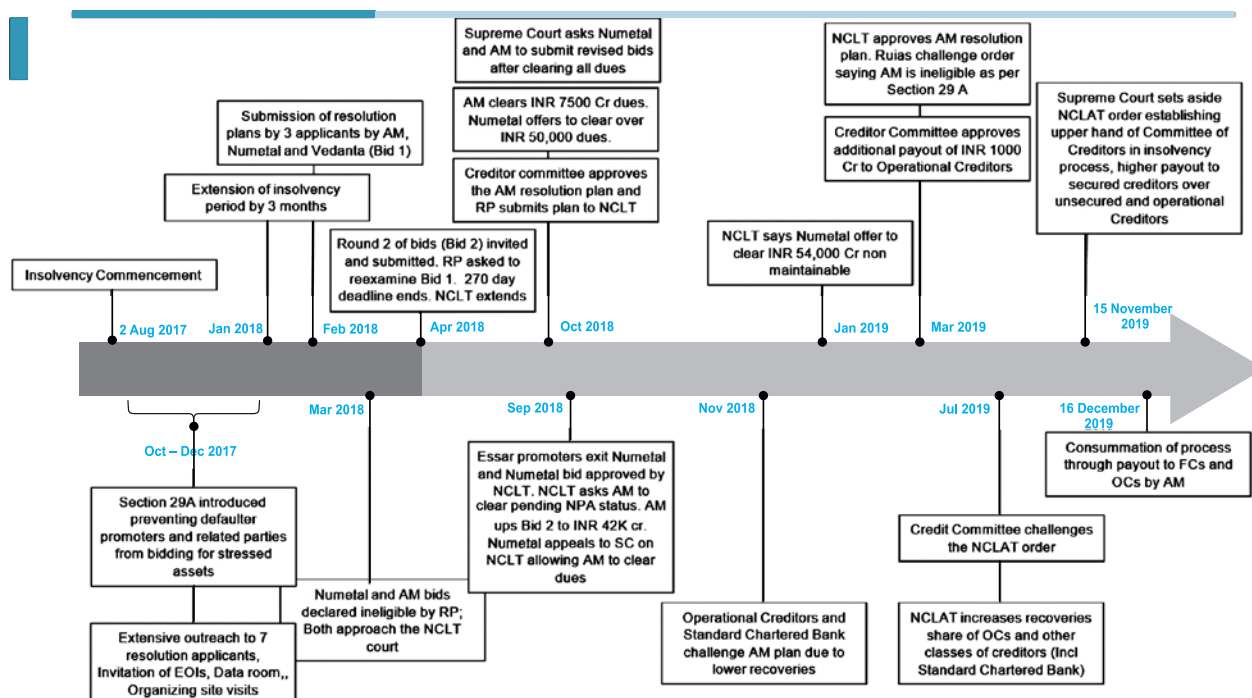 Supreme Court asks Numetal
and AM to submit revised bids
after clearing all dues
AM clears INR 7500 Cr dues.
Numetal offers to clear over
INR 50,000 dues.
Creditor committee approves
the AM resolution plan and
RP submits plan to NCLT
NCLT approves AM resolution
plan. Ruias challenge order
saying AM is ineligible as per
Section 29 A
Creditor Committee approves
additional payout of INR 1000
Cr to Operational Creditors
Supreme Court sets aside
NCLAT order establishing
upper hand of Committee of
Creditors in insolvency
process, higher payout to
secured creditors over
unsecured and operational
Creditors
Submission of resolution
plans by 3 applicants by AM,
Numetal and Vedanta (Bid 1)
Extension of insolvency
period by 3 months
Round 2 of bids (Bid 2) invited
and submitted. RP asked to
reexamine Bid 1. 270 day
deadline ends. NCLT extends
NCLT says Numetal offer to
clear INR 54,000 Cr non
maintainable
Insolvency Commencement
2 Aug 2017
Jan 2018
Feb 2018
Apr 2018
Oct 2018
Jan 2019
Mar 2019
15 November
2019
Oct – Dec 2017
Mar 2018
Sep 2018
Nov 2018
Jul 2019
16 December
2019
Section 29A introduced
preventing defaulter
promoters and related parties
from bidding for stressed
assets
Extensive outreach to 7
resolution applicants,
Invitation of EOIs, Data room,,
Organizing site visits
Numetal and AM bids
declared ineligible by RP;
Both approach the NCLT
court
Essar promoters exit Numetal
and Numetal bid approved by
NCLT. NCLT asks AM to
clear pending NPA status. AM
ups Bid 2 to INR 42K cr.
Numetal appeals to SC on
NCLT allowing AM to clear
dues
Operational Creditors and
Standard Chartered Bank
challenge AM plan due to
lower recoveries
Credit Committee challenges
the NCLAT order
NCLAT increases recoveries
share of OCs and other
classes of creditors (Incl
Standard Chartered Bank)
Consummation of process
through payout to FCs and
OCs by AM